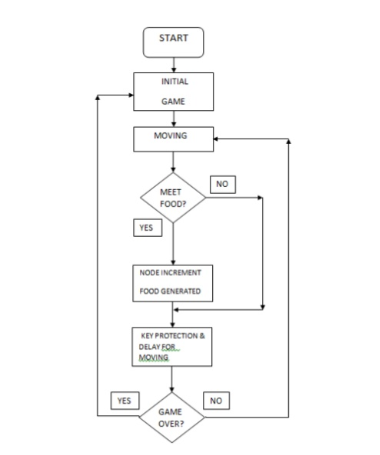 START
INITIAL
GAME
MOVING
NO
MEET
FOOD?
YES
NODE INCREMENT
FOOD GENERATED
KEY PROTECTION &
DELAY FOR
MOVING
YES
NO
GAME
OVER?